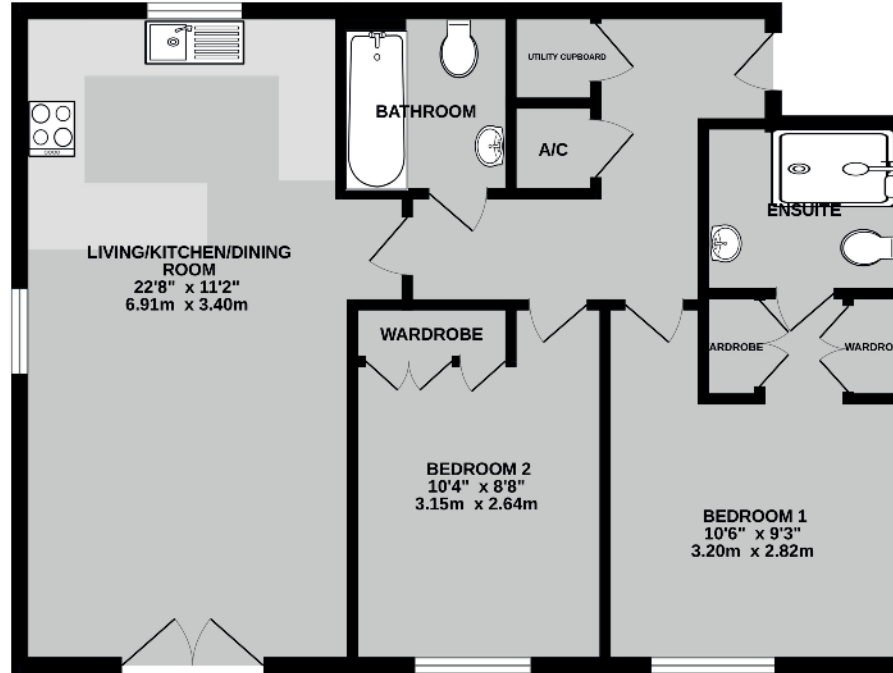 UTILITY CUPBOARD
BATHROOM
A/C
ENSUITE
LIVING/KITCHEN/DINING
ROOM
22'8" x 11'2"
6.91m x 3.40m
WARDROBE
ARDROBE
WARDRO
BEDROOM 2
10'4" x 8'8"
3.15m x 2.64m
BEDROOM 1
10'6" x 9'3"
3.20m x 2.82m